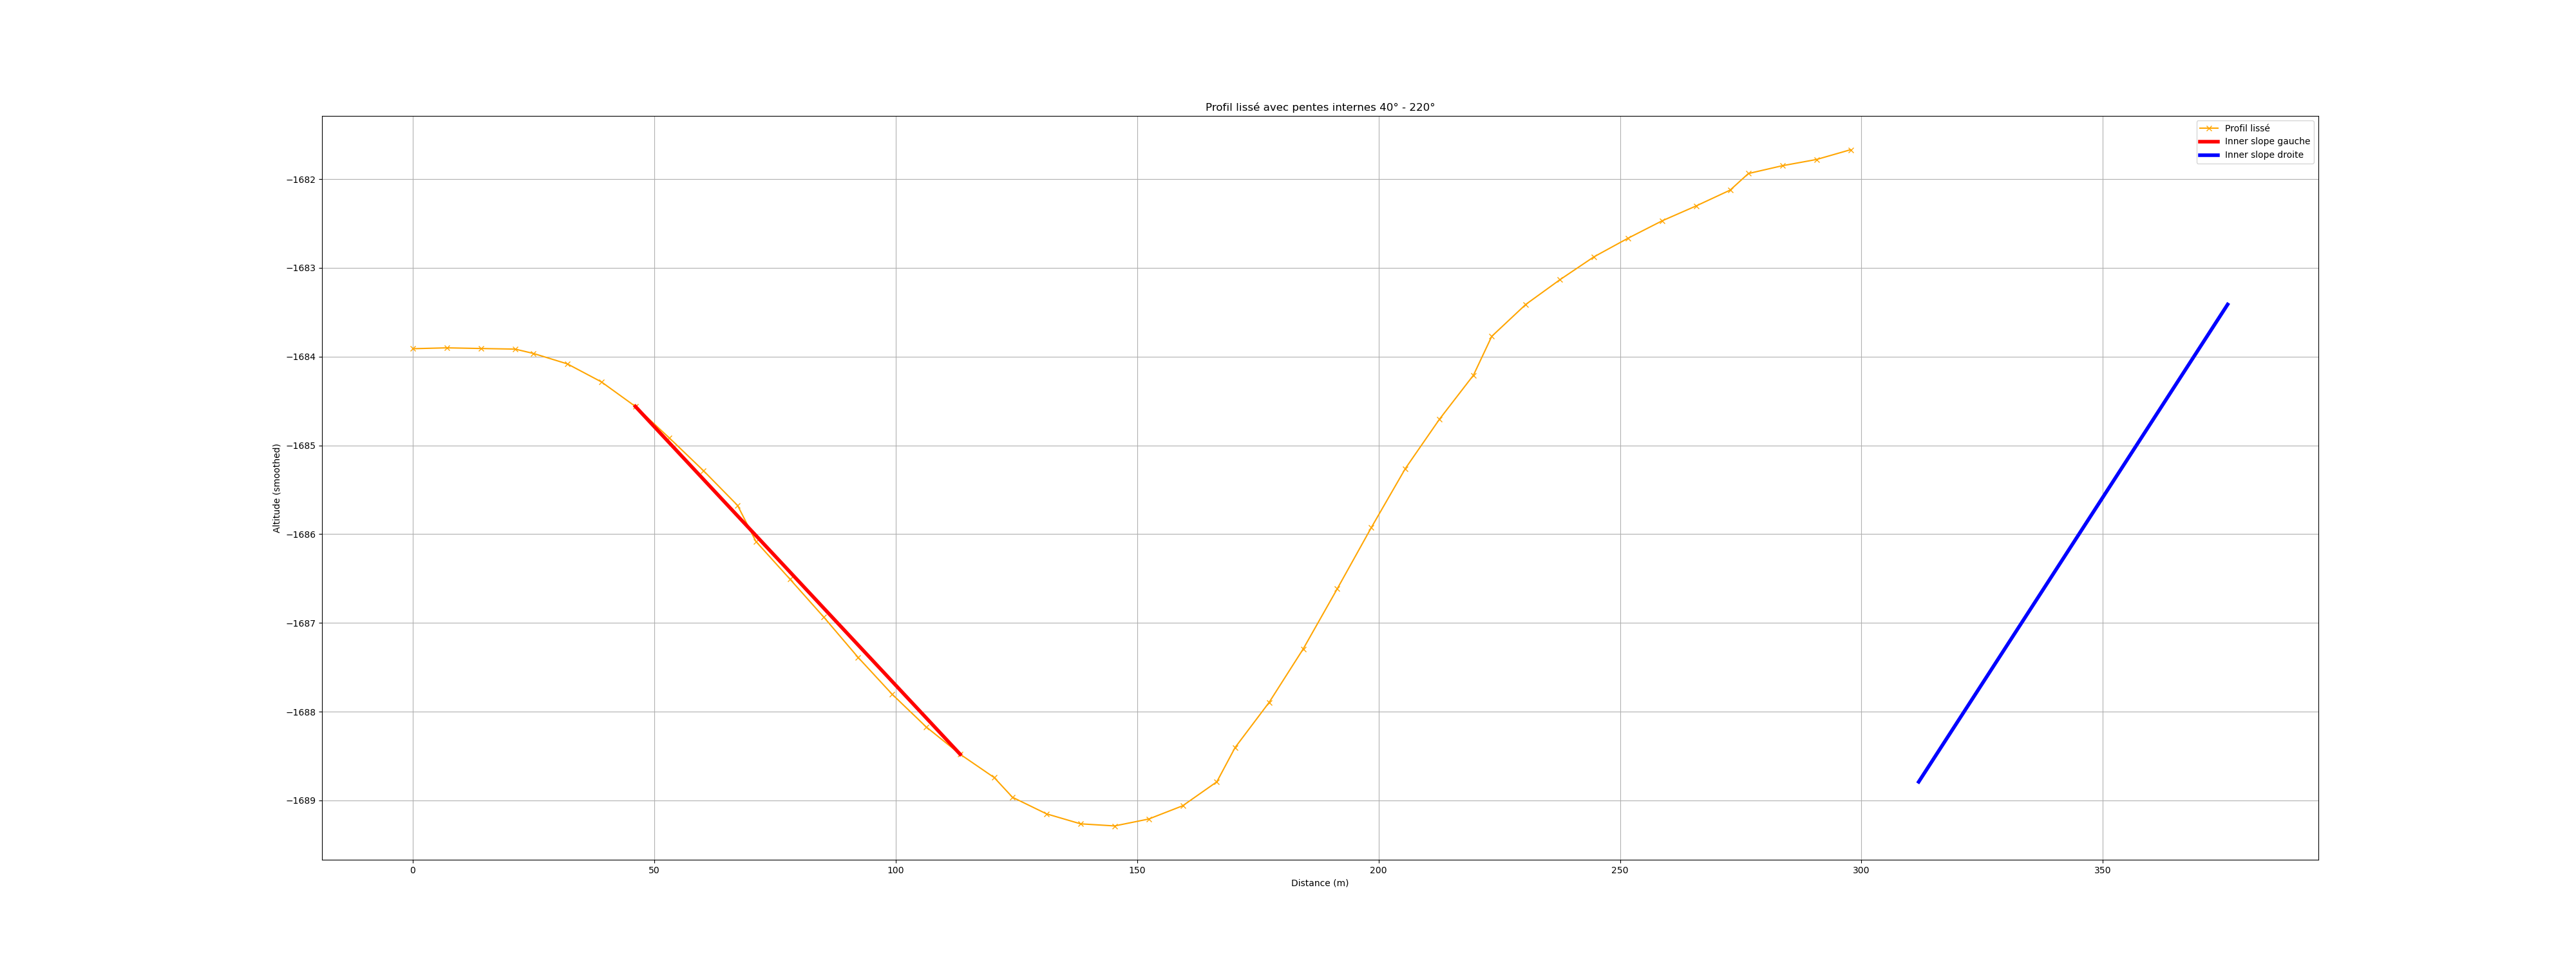 Profil lissé avec pentes internes 40° - 220°
Profil lissé
Inner slope gauche
Inner slope droite
−1682
−1683
−1684
−1685
−1686
−1687
−1688
−1689
Altitude (smoothed)
0 50 100 150 200 250 300 350
Distance (m)